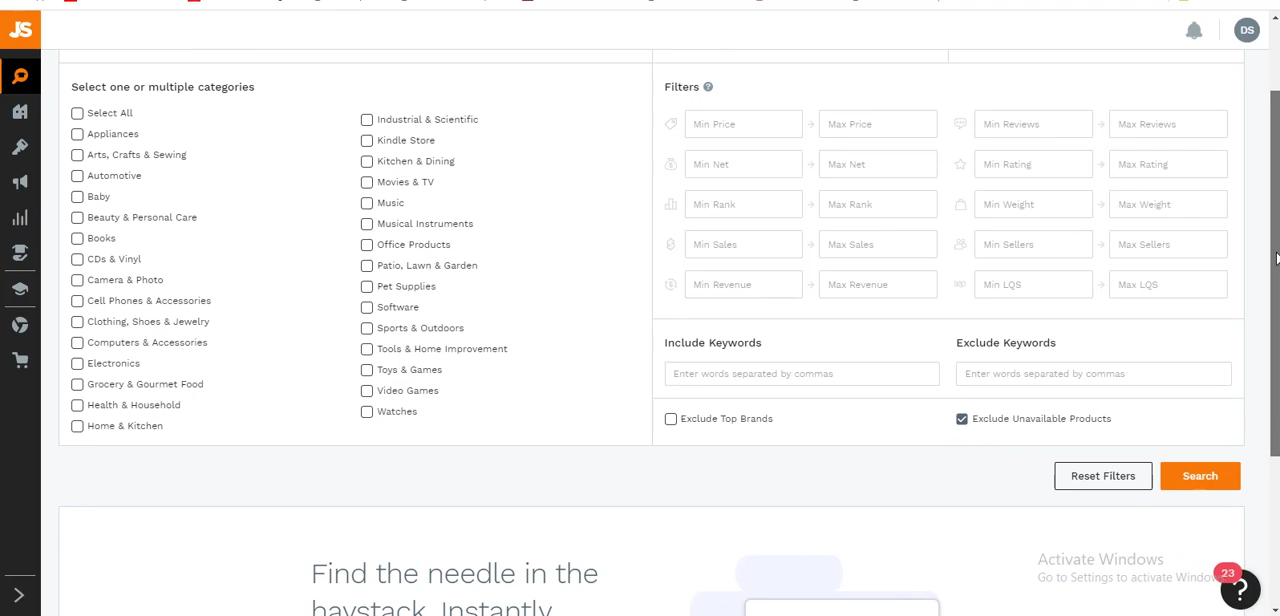 JS
DS
Select one or multiple categories
Select All
Appliances
Arts, Crafts & Sewing
Automotive
Baby
Beauty & Personal Care
Books
CDs & Vinyl
Camera & Photo
Cell Phones & Accessories
Clothing, Shoes & Jewelry
Computers & Accessories
Electronics
Grocery & Gourmet Food
Health & Household
Home & Kitchen
Industrial & Scientific
Kindle Store
Kitchen & Dining
Movies & TV
Music
Musical Instruments
Office Products
Patio, Lawn & Garden
Pet Supplies
Software
Sports & Outdoors
Tools & Home Improvement
Toys & Games
Video Games
Watches
Filters ?
Min Price Max Price Min Reviews Max Reviews
Min Net Max Net Min Rating Max Rating
Min Rank Max Rank Min Weight Max Weight
Min Sales Max Sales Min Sellers Max Sellers
Min Revenue Max Revenue Min LQS Max LQS
Include Keywords Exclude Keywords
Enter words separated by commas Enter words separated by commas
Exclude Top Brands Exclude Unavailable Products
Reset Filters Search
Find the needle in the
haystack. Instantly
Activate Windows
Go to Settings to activate Windows
23
?